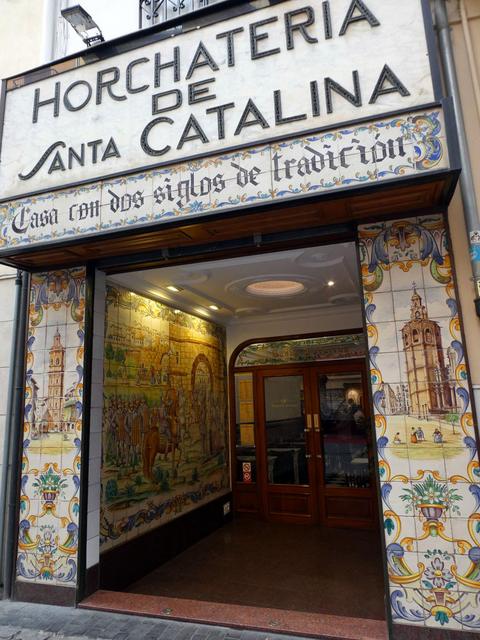 HORCHATERIA
DE
SANTA CATALINA
Casa con dos siglos de tradición